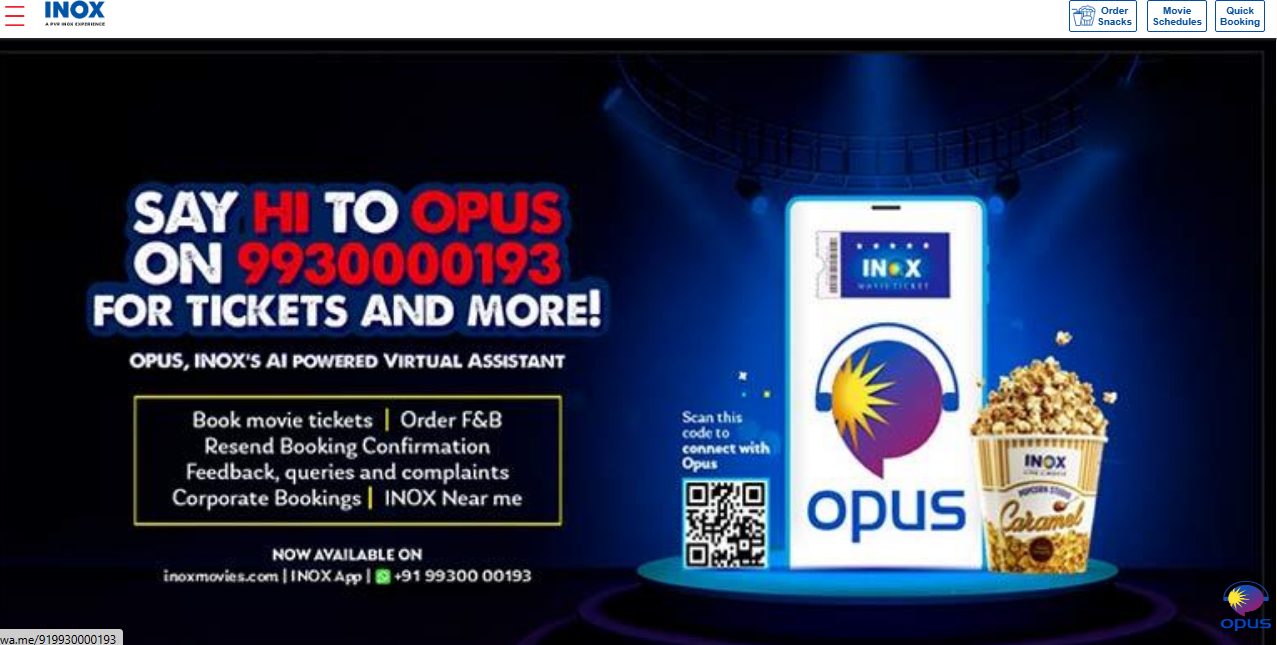 INOX
A PVR INOX EXPERIENCE
Order
Snacks
Movie
Schedules
Quick
Booking
SAY HI TO OPUS
ON 9930000193
FOR TICKETS AND MORE!
OPUS, INOX'S AI POWERED VIRTUAL ASSISTANT
Book movie tickets | Order F&B
Resend Booking Confirmation
Feedback, queries and complaints
Corporate Bookings | INOX Near me
NOW AVAILABLE ON
inoxmovies.com | INOX App | +91 99300 00193
Scan this
code to
connect with
Opus
INOX
MOVIE TICKET
opus
INOX
POPCORN STUDIO
Caramel
opus
wa.me/919930000193